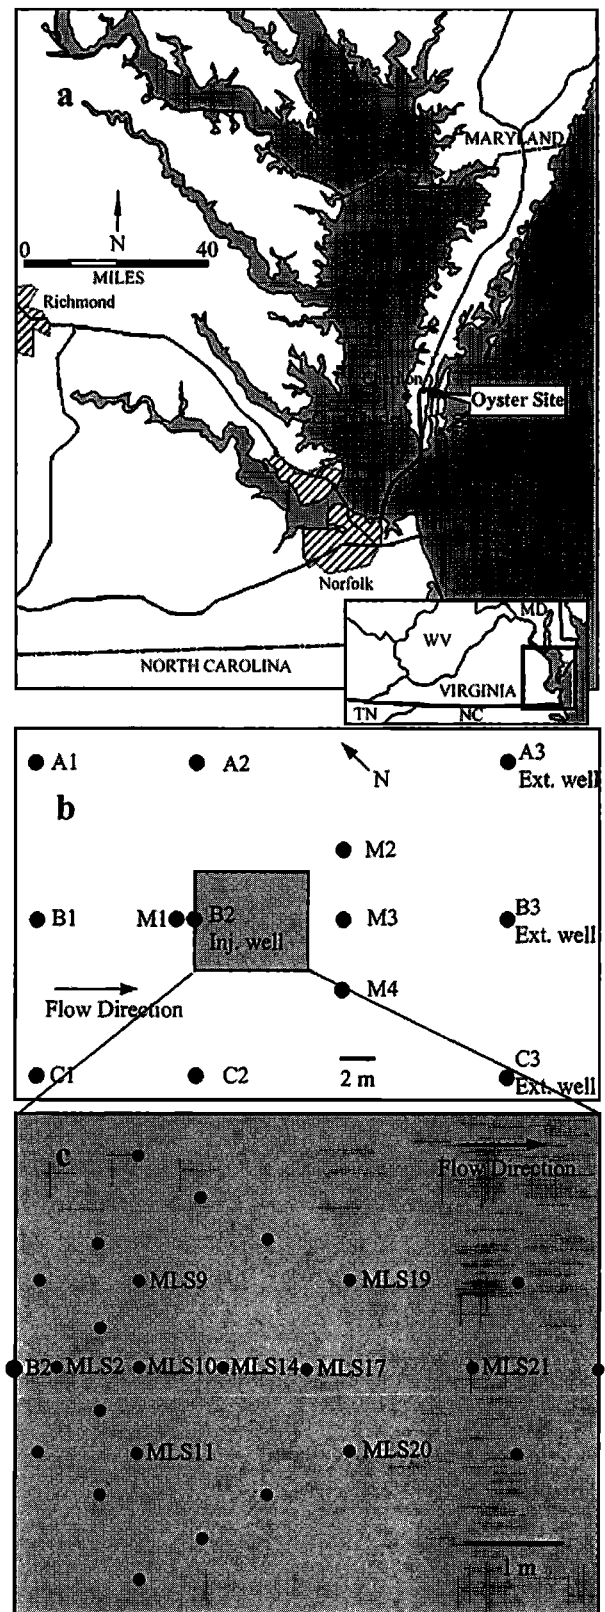 a
MARYLAND
N
0 40
MILES
Richmond
Oyster Site
Norfolk
NORTH CAROLINA
MD
WV
VIRGINIA
TN NC
A1 A2 A3
Ext. well
N
b
M2
B1 M1 B2 M3 B3
Inj. well Ext. well
M4
Flow Direction
2 m
C1 C2 C3
Ext. well
c
Flow Direction
MLS9 MLS19
B2 MLS2 MLS10 MLS14 MLS17 MLS21
MLS11 MLS20
1 m